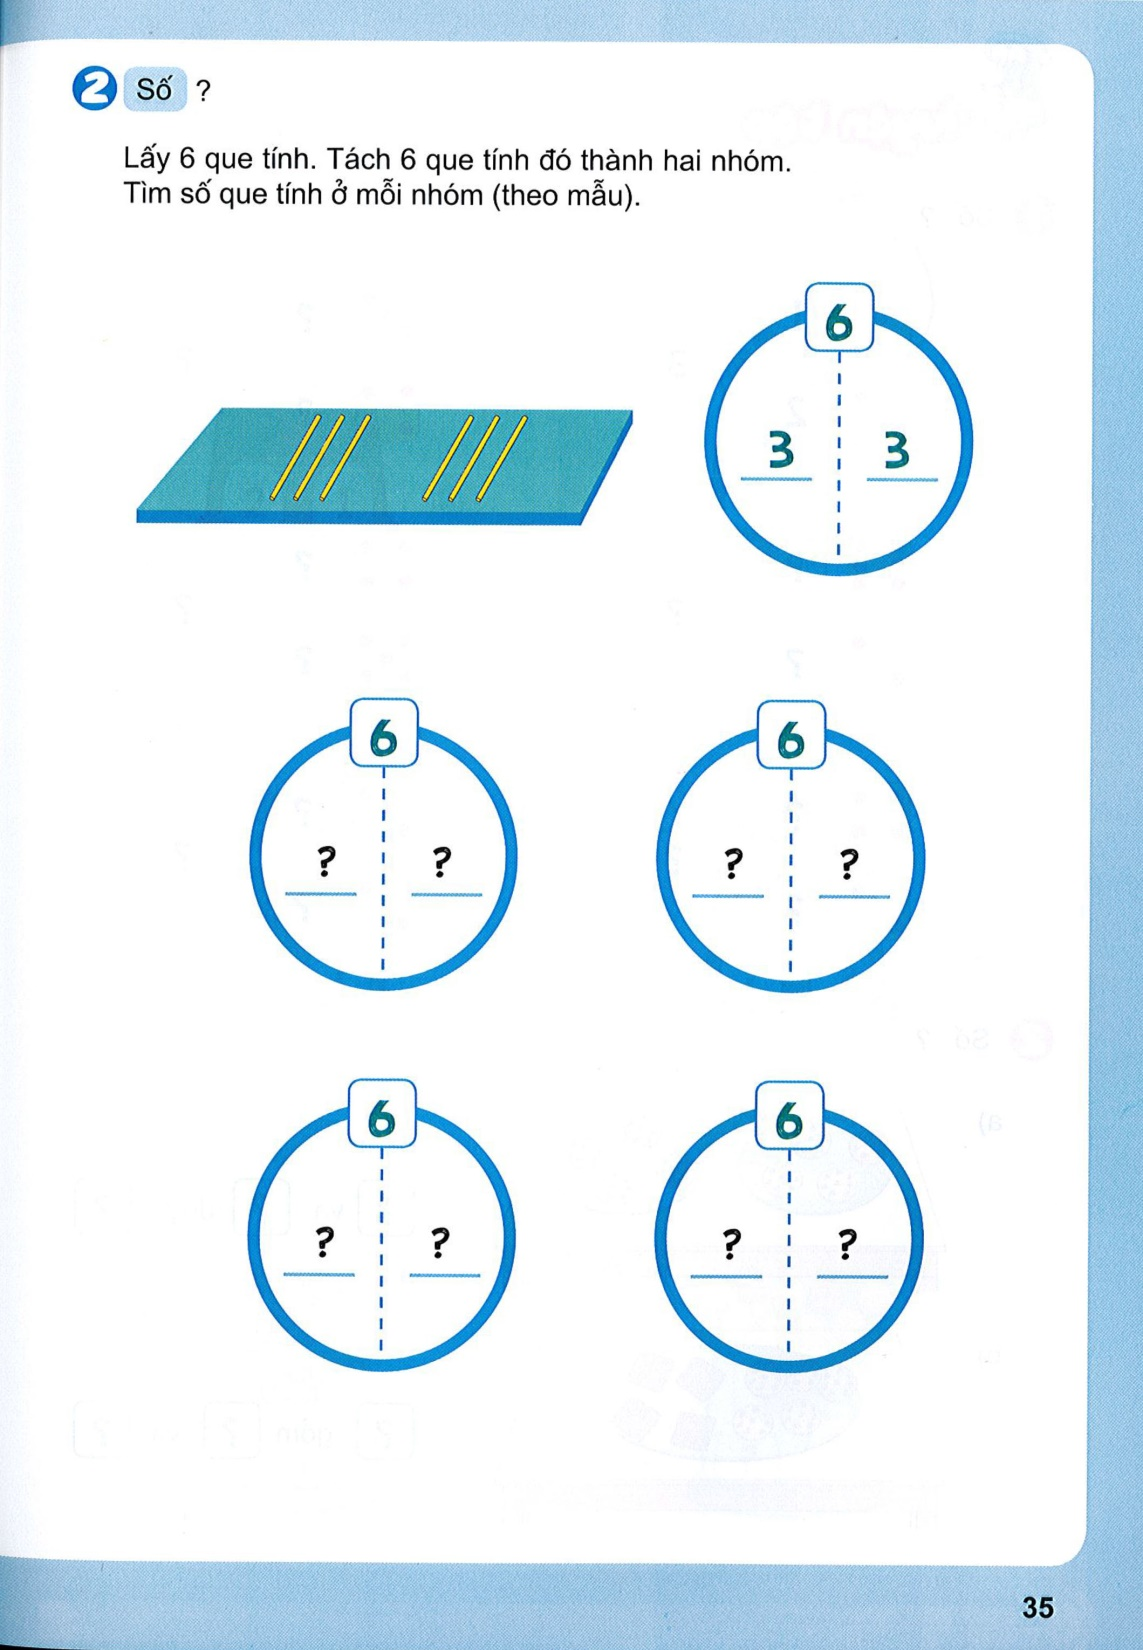 2 Số ?
Lấy 6 que tính. Tách 6 que tính đó thành hai nhóm.
Tìm số que tính ở mỗi nhóm (theo mẫu).
6
3 3
6 6
? ? ? ?
6 6
? ? ? ?
35